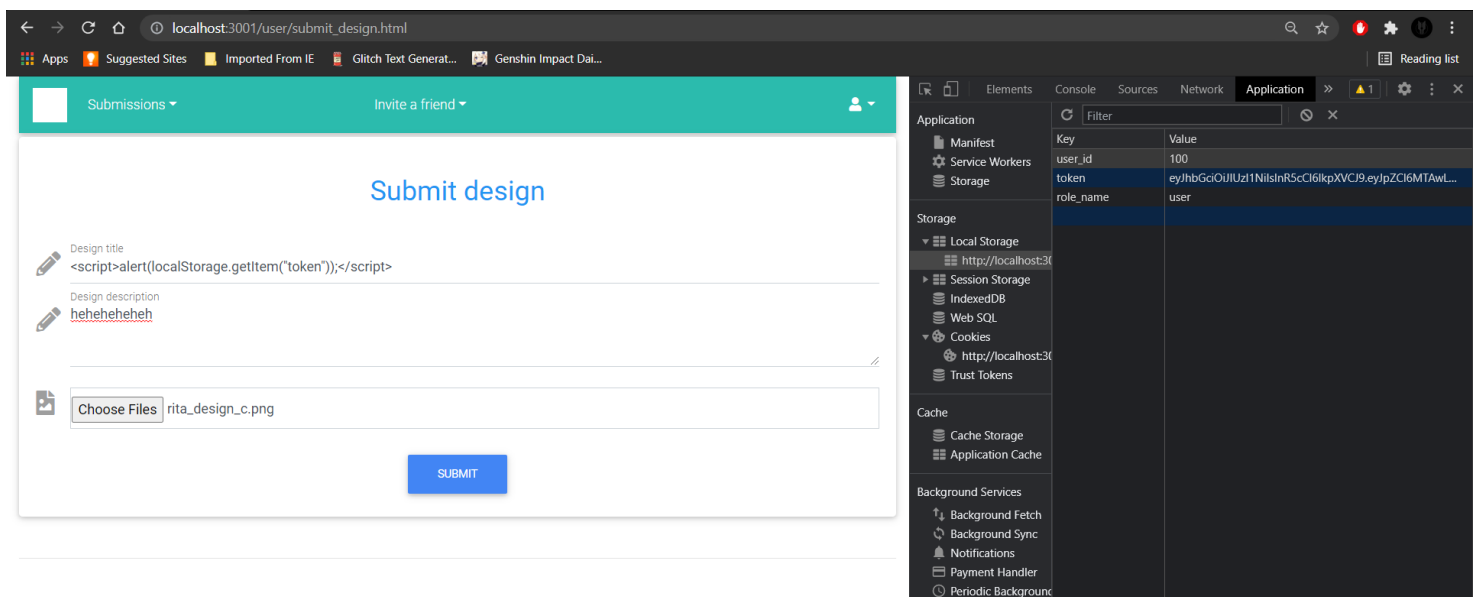 localhost:3001/user/submit_design.html
Apps Suggested Sites Imported From IE Glitch Text Generat... Genshin Impact Dai... Reading list
Submissions Invite a friend
Submit design
Design title
<script>alert(localStorage.getItem("token"));</script>
Design description
heheheheheh
Choose Files rita_design_c.png
SUBMIT
Elements Console Sources Network Application » 1
Application
Manifest
Service Workers
Storage
Storage
Local Storage
http://localhost:30
Session Storage
IndexedDB
Web SQL
Cookies
http://localhost:30
Trust Tokens
Cache
Cache Storage
Application Cache
Background Services
Background Fetch
Background Sync
Notifications
Payment Handler
Periodic Background
Filter
Key Value
user_id 100
token eyJhbGciOiJIUzI1NiIsInR5cCI6IkpXVCJ9.eyJpZCI6MTAwL...
role_name user